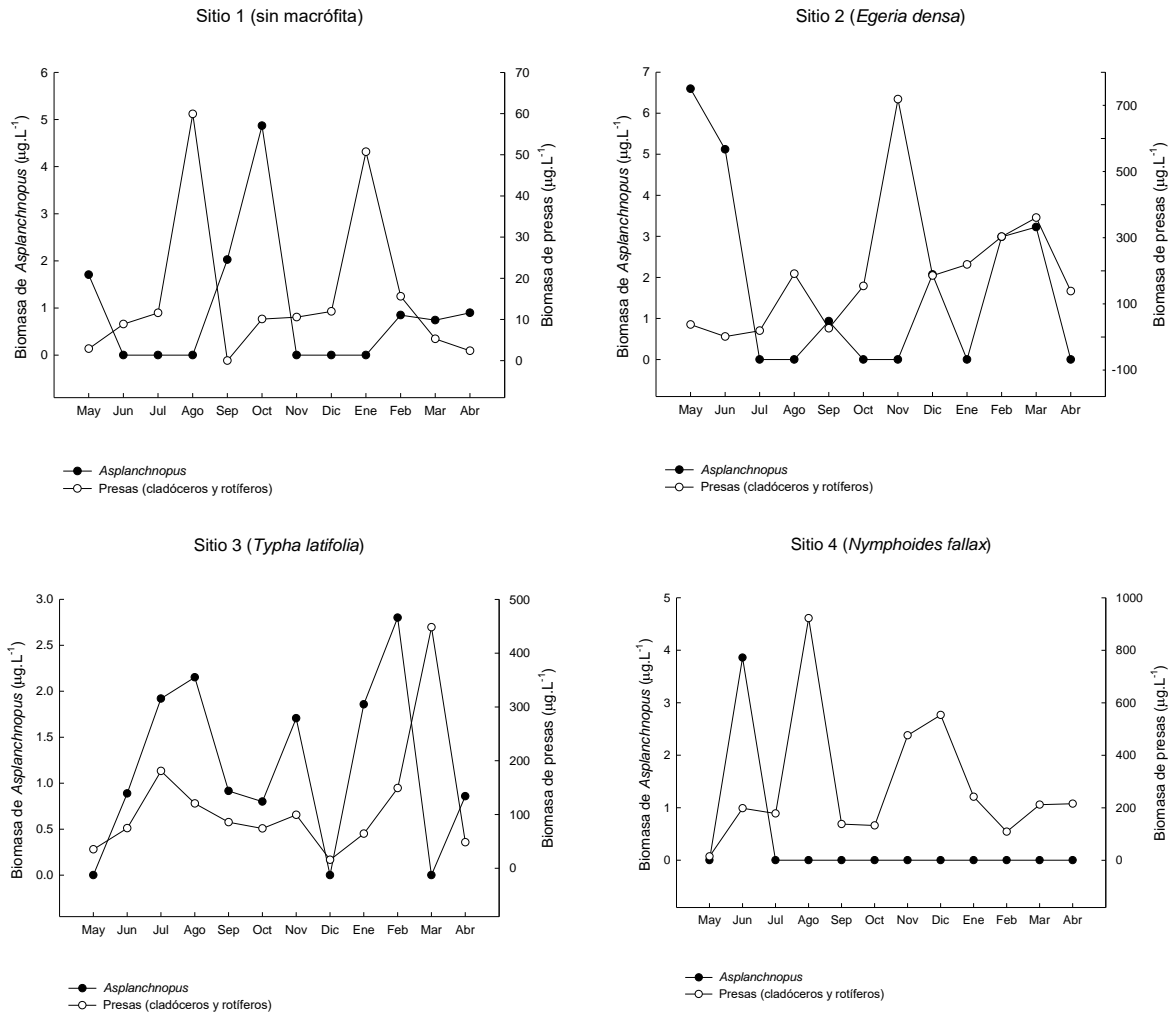 Sitio 1 (sin macrófita)
Biomasa de Asplanchnopus (µg.L-1)
6
5
4
3
2
1
0
70
60
50
40
30
20
10
0
Biomasa de presas (µg.L-1)
May Jun Jul Ago Sep Oct Nov Dic Ene Feb Mar Abr
Asplanchnopus
Presas (cladóceros y rotíferos)
Sitio 2 (Egeria densa)
Biomasa de Asplanchnopus (µg.L-1)
7
6
5
4
3
2
1
0
700
500
300
100
-100
Biomasa de presas (µg.L-1)
May Jun Jul Ago Sep Oct Nov Dic Ene Feb Mar Abr
Asplanchnopus
Presas (cladóceros y rotíferos)
Sitio 3 (Typha latifolia)
Biomasa de Asplanchnopus (µg.L-1)
3.0
2.5
2.0
1.5
1.0
0.5
0.0
500
400
300
200
100
0
Biomasa de presas (µg.L-1)
May Jun Jul Ago Sep Oct Nov Dic Ene Feb Mar Abr
Asplanchnopus
Presas (cladóceros y rotíferos)
Sitio 4 (Nymphoides fallax)
Biomasa de Asplanchnopus (µg.L-1)
5
4
3
2
1
0
1000
800
600
400
200
0
Biomasa de presas (µg.L-1)
May Jun Jul Ago Sep Oct Nov Dic Ene Feb Mar Abr
Asplanchnopus
Presas (cladóceros y rotíferos)